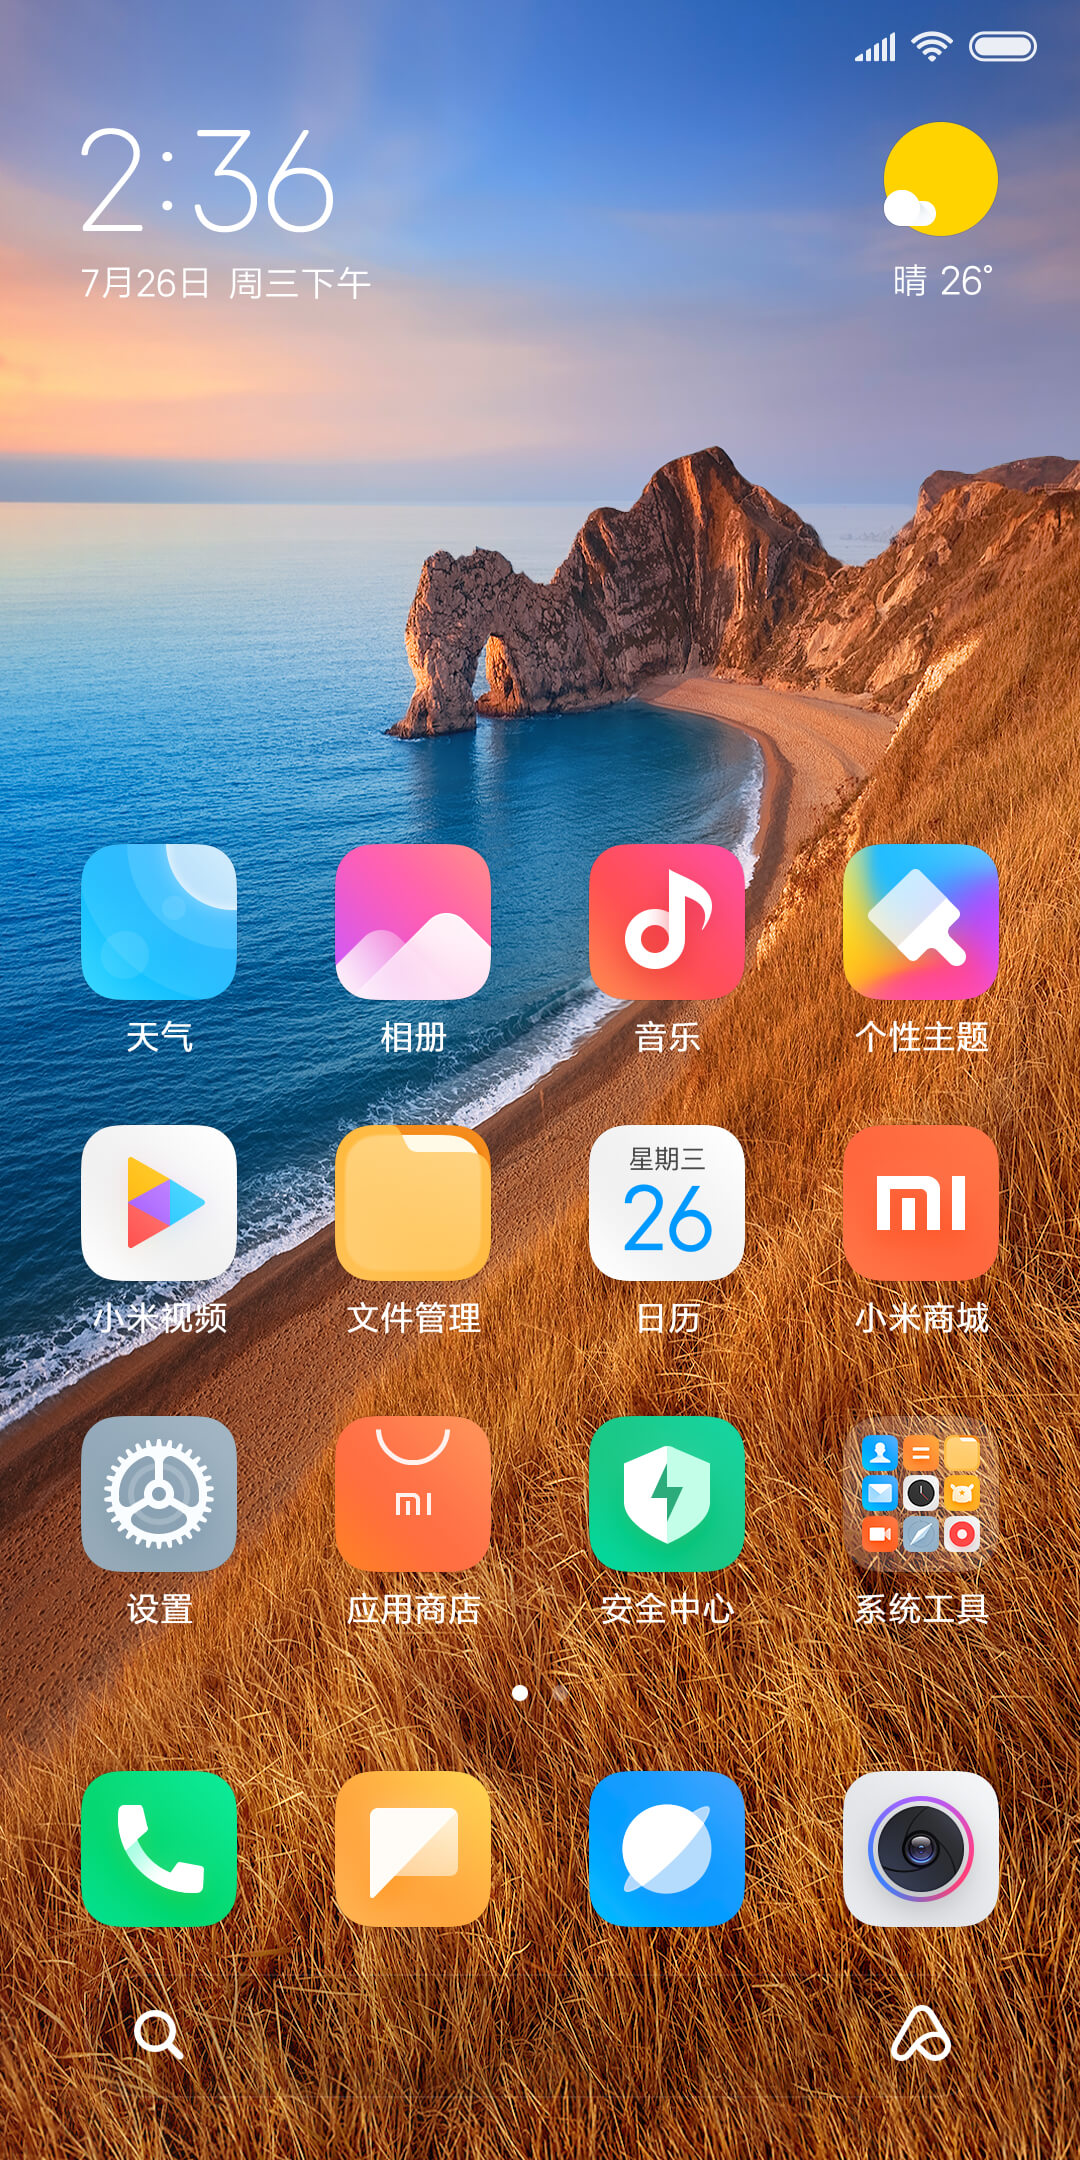 2:36
7月26日 周三下午
晴 26°
天气
相册
音乐
个性主题
星期三
26
mi
小米视频
文件管理
日历
小米商城
mi
设置
应用商店
安全中心
系统工具